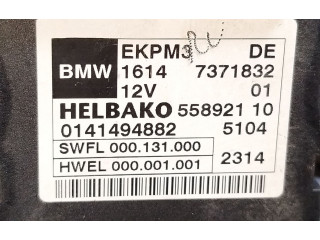 EKPM3 DE
BMW 1614 7371832
12V 01
HELBAKO 558921 10
0141494882 5104
SWFL 000.131.000
HWEL 000.001.001 2314